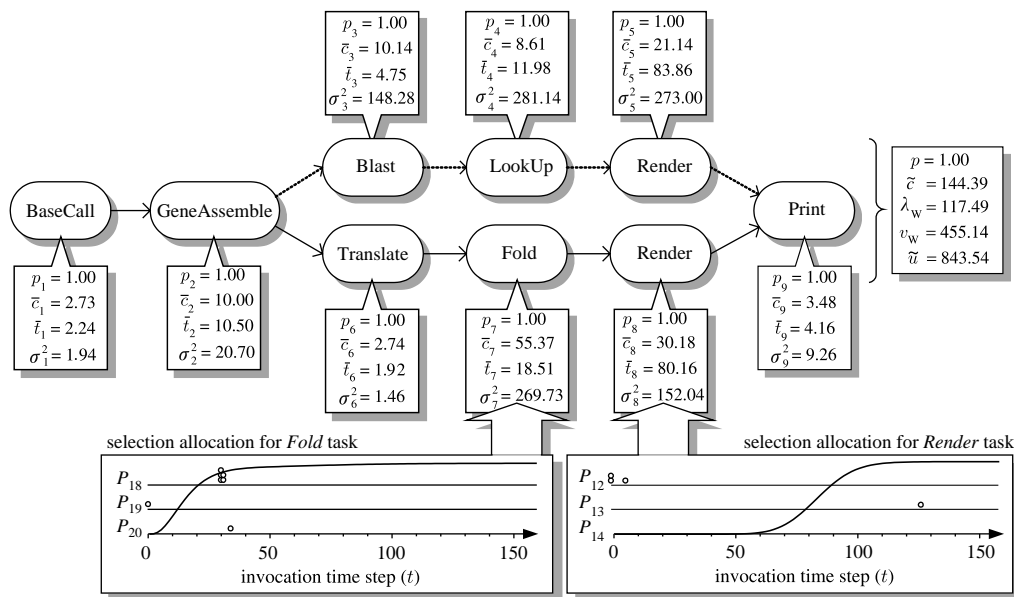 p₃ = 1.00
c̄₃ = 10.14
t̄₃ = 4.75
σ²₃ = 148.28
p₄ = 1.00
c̄₄ = 8.61
t̄₄ = 11.98
σ²₄ = 281.14
p₅ = 1.00
c̄₅ = 21.14
t̄₅ = 83.86
σ²₅ = 273.00
Blast
LookUp
Render
BaseCall
GeneAssemble
Print
Translate
Fold
Render
p = 1.00
c̃ = 144.39
λ_W = 117.49
v_W = 455.14
ũ = 843.54
p₁ = 1.00
c̄₁ = 2.73
t̄₁ = 2.24
σ²₁ = 1.94
p₂ = 1.00
c̄₂ = 10.00
t̄₂ = 10.50
σ²₂ = 20.70
p₆ = 1.00
c̄₆ = 2.74
t̄₆ = 1.92
σ²₆ = 1.46
p₇ = 1.00
c̄₇ = 55.37
t̄₇ = 18.51
σ²₇ = 269.73
p₈ = 1.00
c̄₈ = 30.18
t̄₈ = 80.16
σ²₈ = 152.04
p₉ = 1.00
c̄₉ = 3.48
t̄₉ = 4.16
σ²₉ = 9.26
selection allocation for Fold task
P₁₈
P₁₉
P₂₀
0 50 100 150
invocation time step (t)
selection allocation for Render task
P₁₂
P₁₃
P₁₄
0 50 100 150
invocation time step (t)